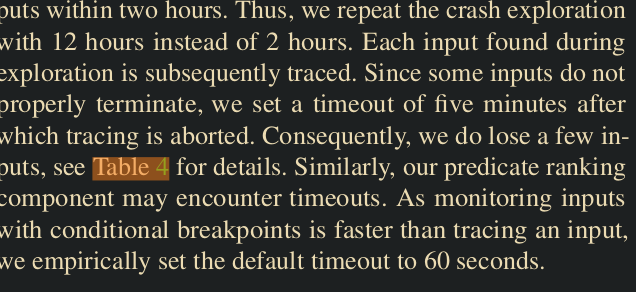 puts within two hours. Thus, we repeat the crash exploration
with 12 hours instead of 2 hours. Each input found during
exploration is subsequently traced. Since some inputs do not
properly terminate, we set a timeout of five minutes after
which tracing is aborted. Consequently, we do lose a few in-
puts, see Table 4 for details. Similarly, our predicate ranking
component may encounter timeouts. As monitoring inputs
with conditional breakpoints is faster than tracing an input,
we empirically set the default timeout to 60 seconds.